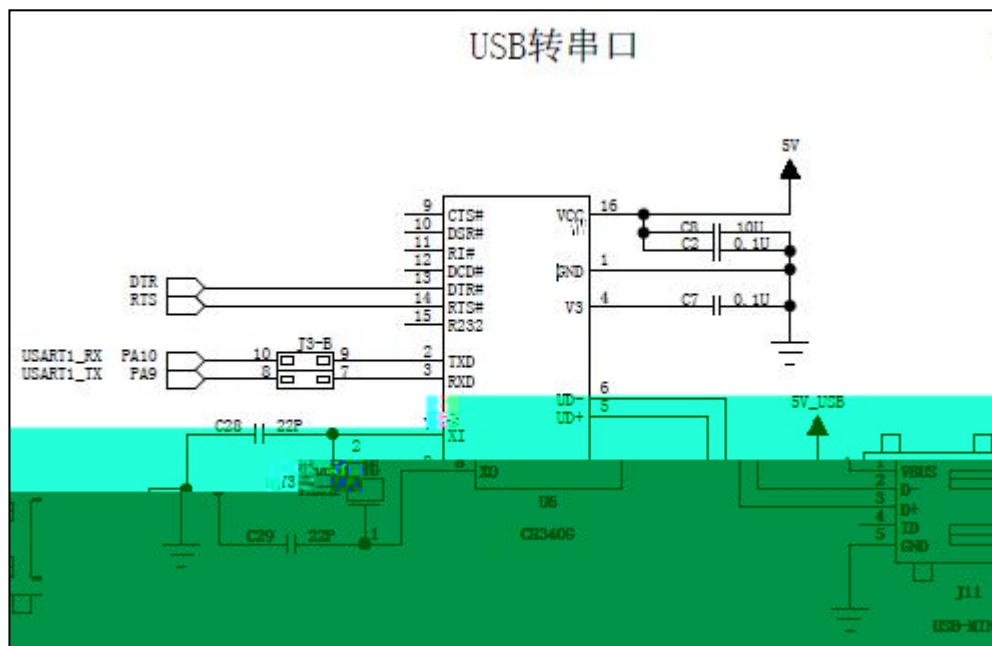 USB转串口
5V
9 CTS# VCC 16
10 DSR# C8 10U
11 RI# C2 0.1U
12 DCD# GND 1
DTR 13 DTR#
RTS 14 RTS# V3 4 C7 0.1U
15 R232
J3-B
USART1_RX PA10 10 9 2 TXD
USART1_TX PA9 8 7 3 RXD
UD- 6
UD+ 5
5V_USB
C28 22P XI
2
XO
1 VBUS
2 D-
3 D+
4 ID
5 GND
U6
CH340G
C29 22P 1
J11